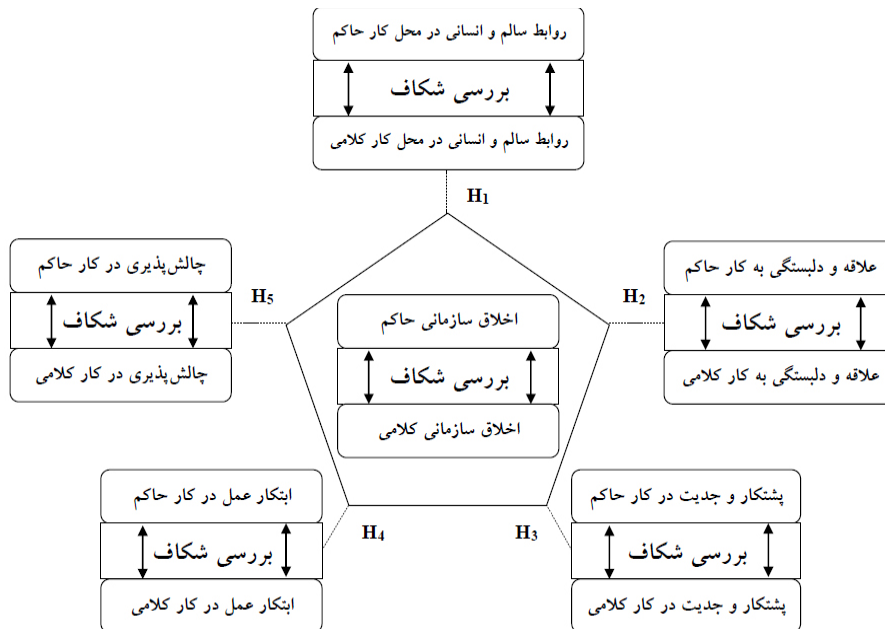 روابط سالم و انسانی در محل کار حاکم
بررسی شکاف
روابط سالم و انسانی در محل کار کلامی
H₁
علاقه و دلبستگی به کار حاکم
بررسی شکاف
علاقه و دلبستگی به کار کلامی
H₂
چالش‌پذیری در کار حاکم
بررسی شکاف
چالش‌پذیری در کار کلامی
H₅
اخلاق سازمانی حاکم
بررسی شکاف
اخلاق سازمانی کلامی
پشتکار و جدیت در کار حاکم
بررسی شکاف
پشتکار و جدیت در کار کلامی
H₃
ابتکار عمل در کار حاکم
بررسی شکاف
ابتکار عمل در کار کلامی
H₄